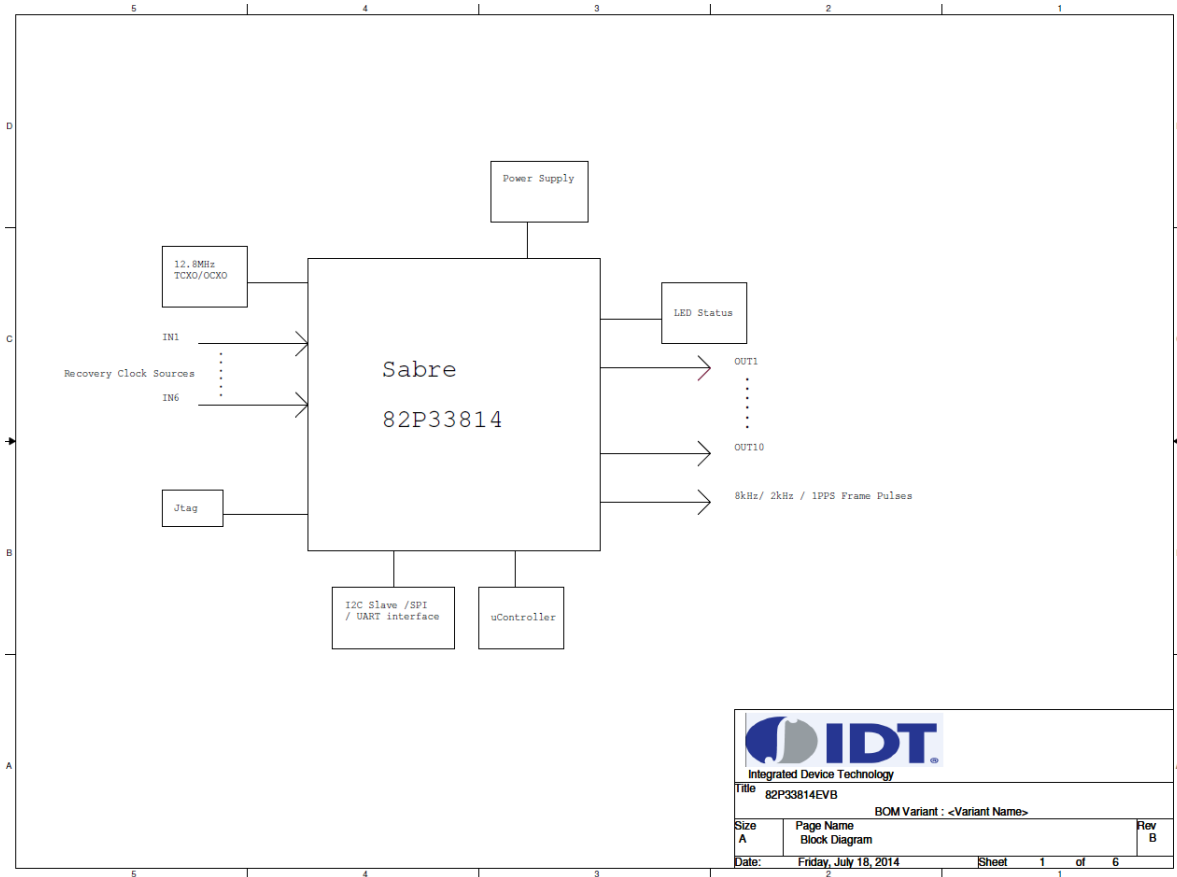 5 4 3 2 1
D
Power Supply
12.8MHz
TCXO/OCXO
LED Status
C
IN1
Recovery Clock Sources
IN6
Sabre
82P33814
OUT1
OUT10
8kHz/ 2kHz / 1PPS Frame Pulses
Jtag
B
I2C Slave /SPI
/ UART interface
uController
A
IDT
®
Integrated Device Technology
Title
82P33814EVB
BOM Variant : <Variant Name>
Size
A
Page Name
Block Diagram
Rev
B
Date: Friday, July 18, 2014 Sheet 1 of 6
5 4 3 2 1